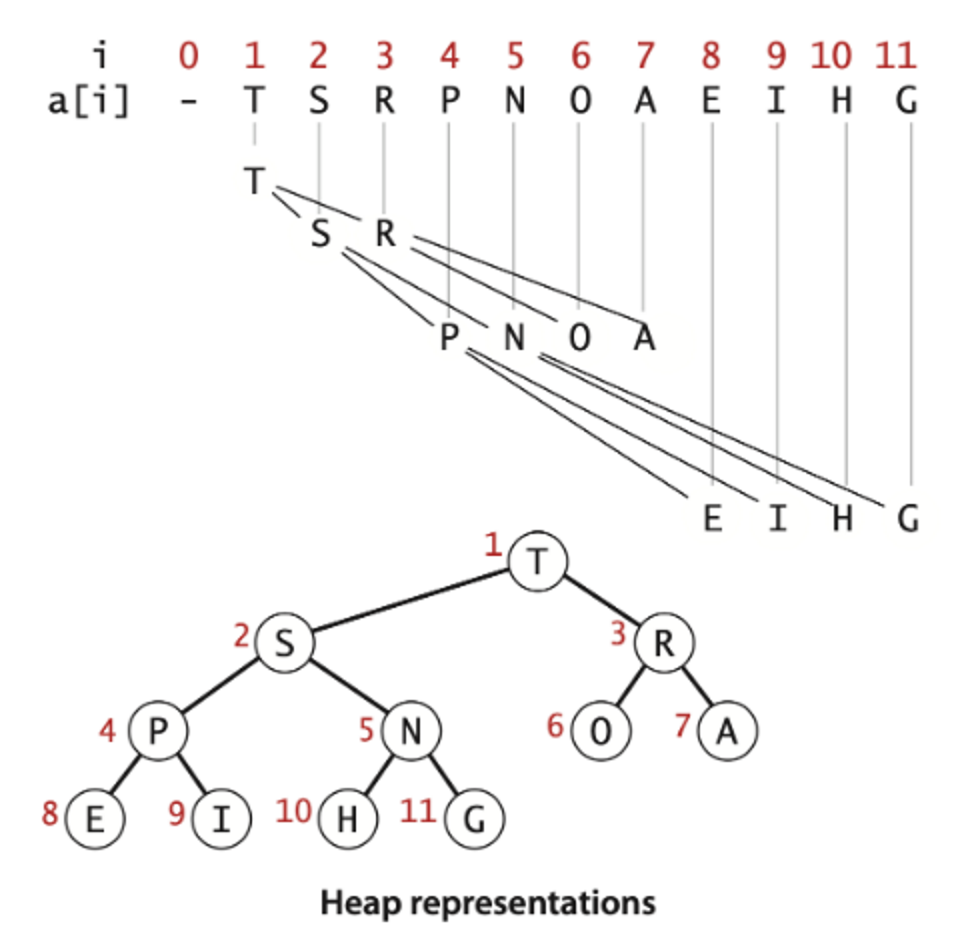 i 0 1 2 3 4 5 6 7 8 9 10 11
a[i] - T S R P N O A E I H G
T
S R
P N O A
E I H G
1 T
2 S 3 R
4 P 5 N 6 O 7 A
8 E 9 I 10 H 11 G
Heap representations